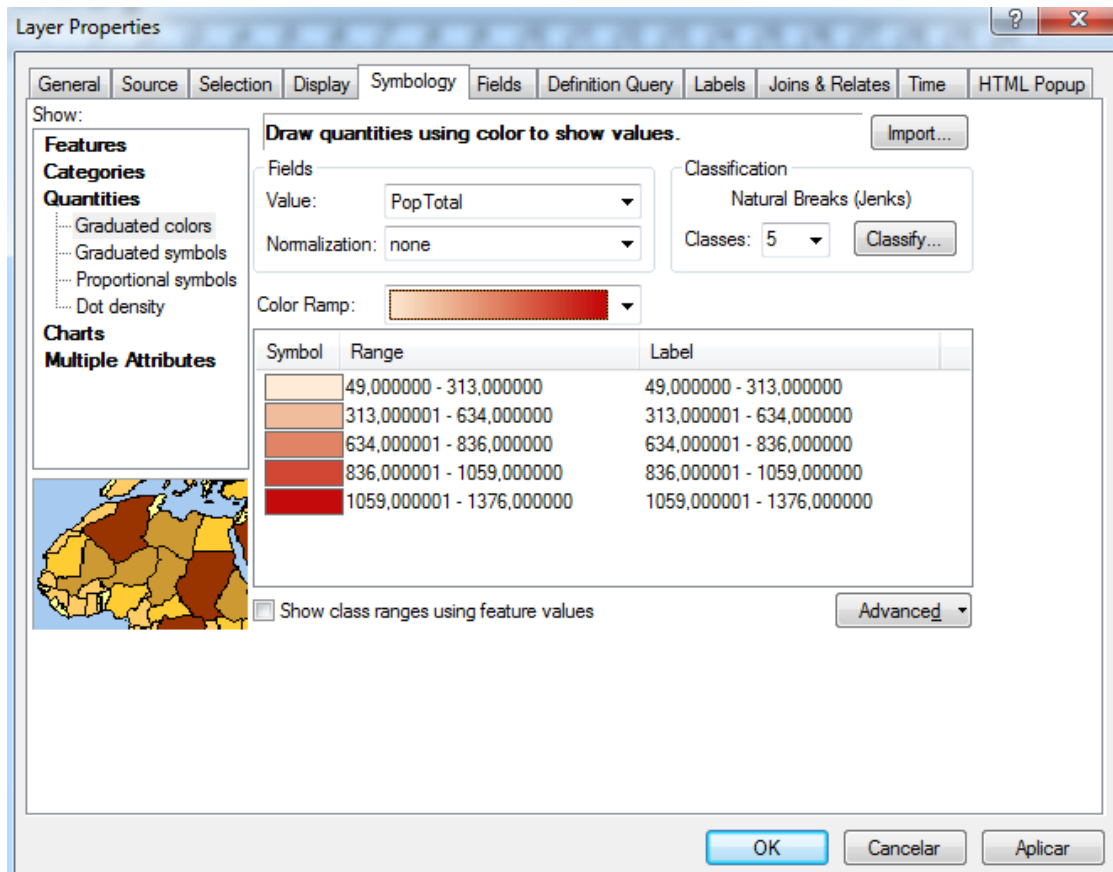 Layer Properties
General Source Selection Display Symbology Fields Definition Query Labels Joins & Relates Time HTML Popup
Show:
Features
Categories
Quantities
Graduated colors
Graduated symbols
Proportional symbols
Dot density
Charts
Multiple Attributes
Draw quantities using color to show values.
Import...
Fields
Value: PopTotal
Normalization: none
Classification
Natural Breaks (Jenks)
Classes: 5 Classify...
Color Ramp:
Symbol Range Label
49,000000 - 313,000000 49,000000 - 313,000000
313,000001 - 634,000000 313,000001 - 634,000000
634,000001 - 836,000000 634,000001 - 836,000000
836,000001 - 1059,000000 836,000001 - 1059,000000
1059,000001 - 1376,000000 1059,000001 - 1376,000000
Show class ranges using feature values
Advanced
OK Cancelar Aplicar